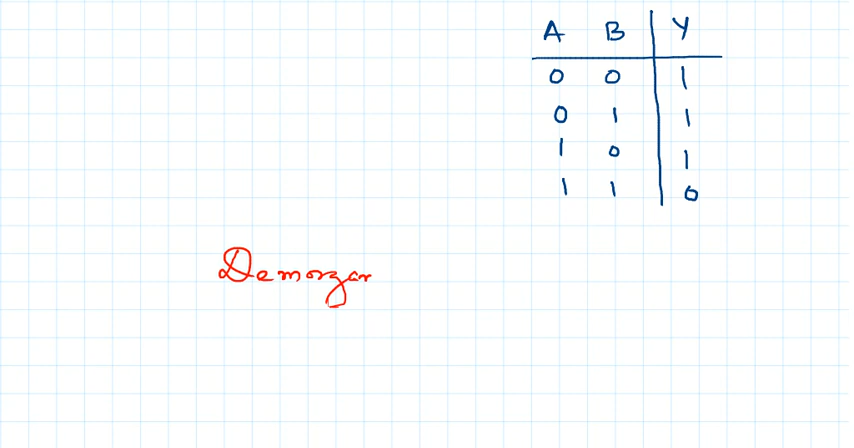 A B Y
0 0 1
0 1 1
1 0 1
1 1 0
Demorgan